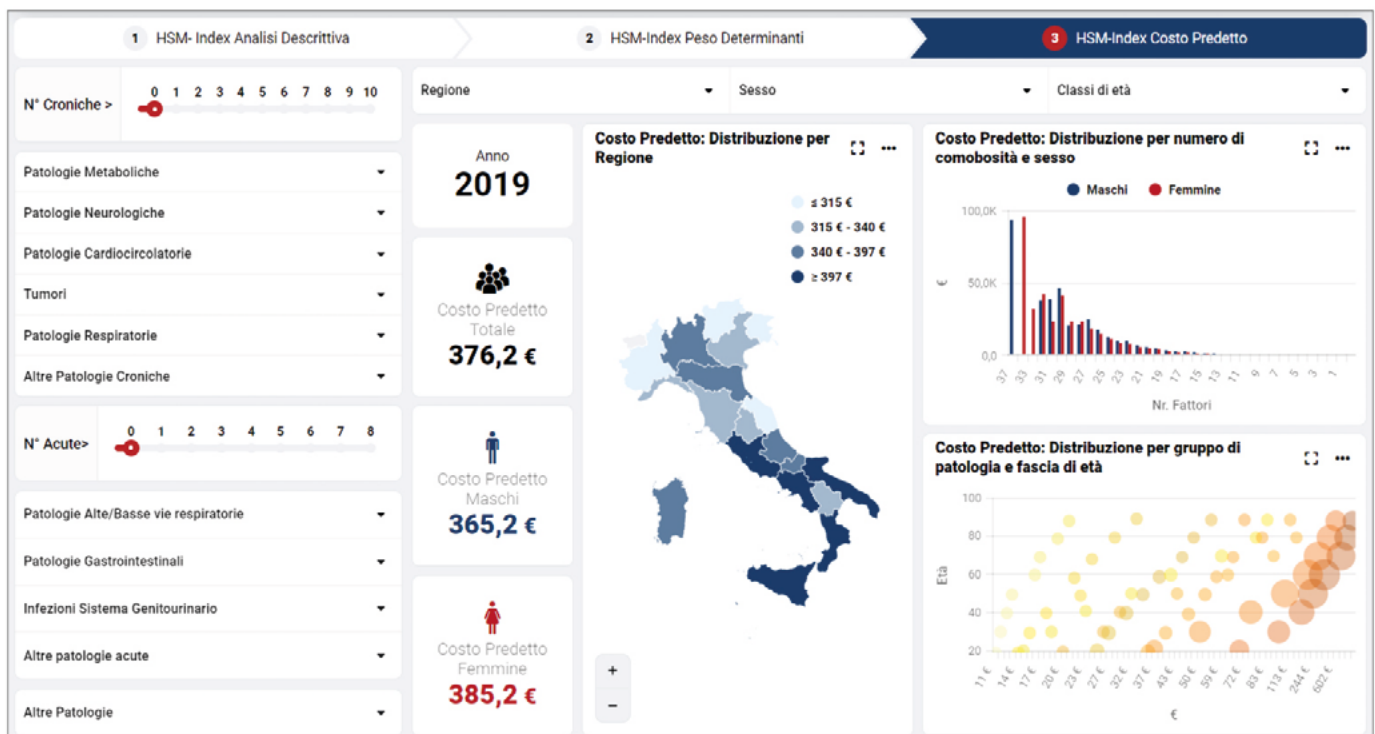 1 HSM- Index Analisi Descrittiva
2 HSM-Index Peso Determinanti
3 HSM-Index Costo Predetto
N° Croniche >
0 1 2 3 4 5 6 7 8 9 10
Regione
Sesso
Classi di età
Patologie Metaboliche
Patologie Neurologiche
Patologie Cardiocircolatorie
Tumori
Patologie Respiratorie
Altre Patologie Croniche
N° Acute>
0 1 2 3 4 5 6 7 8
Patologie Alte/Basse vie respiratorie
Patologie Gastrointestinali
Infezioni Sistema Genitourinario
Altre patologie acute
Altre Patologie
Anno
2019
Costo Predetto
Totale
376,2 €
Costo Predetto
Maschi
365,2 €
Costo Predetto
Femmine
385,2 €
Costo Predetto: Distribuzione per
Regione
≤ 315 €
315 € - 340 €
340 € - 397 €
≥ 397 €
+
−
Costo Predetto: Distribuzione per numero di
comobosità e sesso
Maschi Femmine
100,0K
50,0K
0,0
€
37 33 31 29 27 25 23 21 19 17 15 13 11 9 7 5 3 1
Nr. Fattori
Costo Predetto: Distribuzione per gruppo di
patologia e fascia di età
100
80
60
40
20
Età
11 € 14 € 17 € 20 € 23 € 27 € 32 € 37 € 43 € 50 € 59 € 72 € 83 € 113 € 244 € 602 €
€